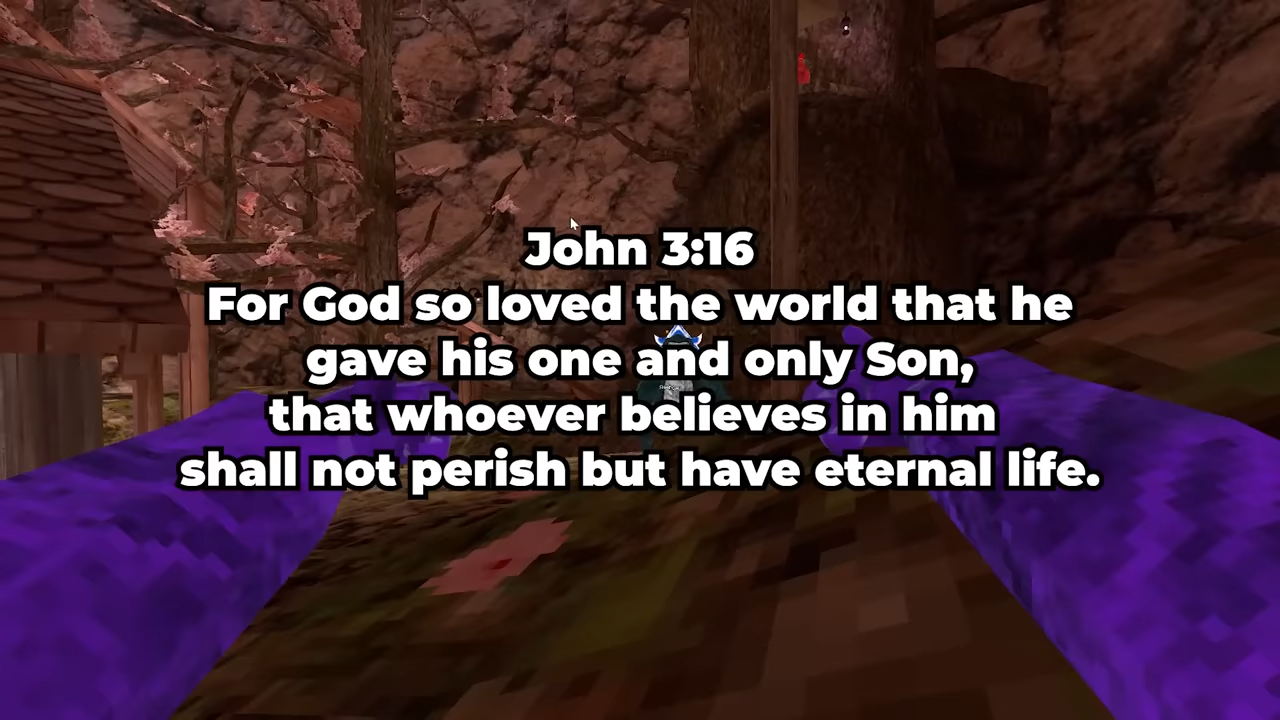 John 3:16
For God so loved the world that he
gave his one and only Son,
that whoever believes in him
shall not perish but have eternal life.